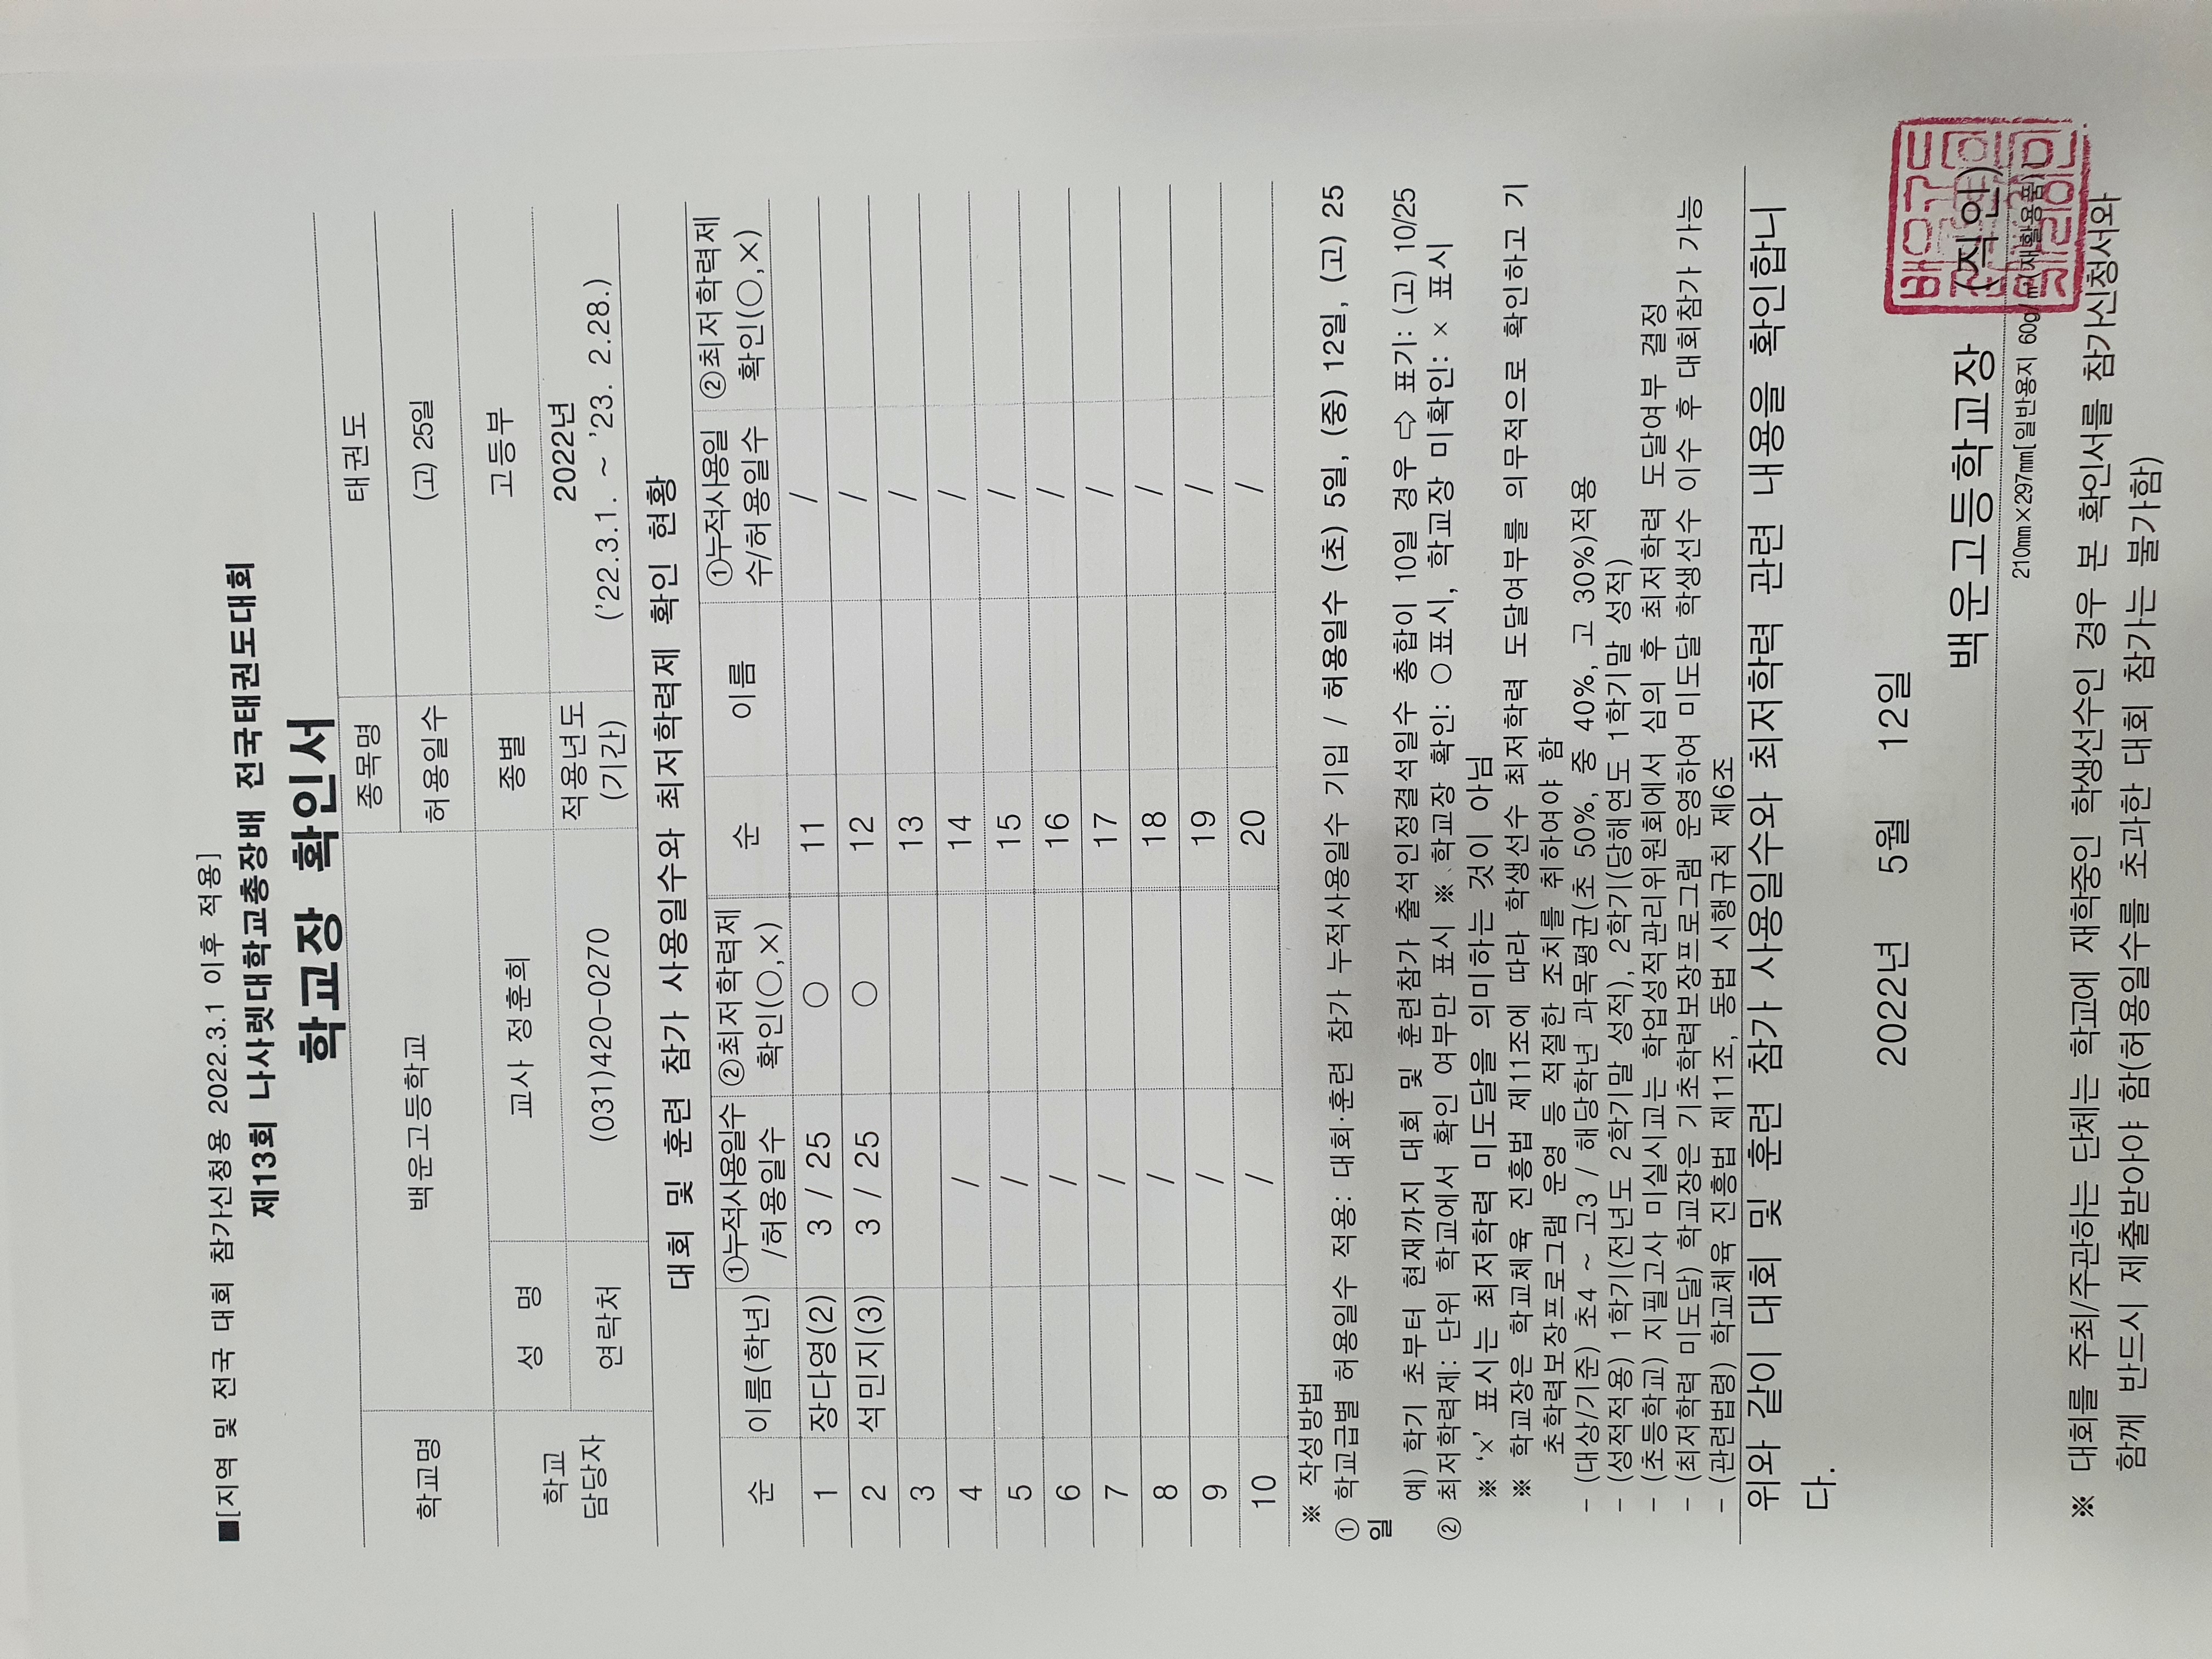 ■[지역 및 전국 대회 참가신청용 2022.3.1 이후 적용]
제13회 나사렛대학교총장배 전국태권도대회
학교장 확인서
학교명 백운고등학교 종목명 태권도
허용일수 (고) 25일
학교 담당자 성 명 교사 정훈희 종별 고등부
연락처 (031)420-0270 적용년도 (기간) 2022년 ('22.3.1. ~ '23. 2.28.)
대회 및 훈련 참가 사용일수와 최저학력제 확인 현황
순 이름(학년) ①누적사용일수/허용일수 ②최저학력제 확인(○,×) 순 이름 ①누적사용일수/허용일수 ②최저학력제 확인(○,×)
1 장다영(2) 3 / 25 ○ 11 /
2 석민지(3) 3 / 25 ○ 12 /
3 13 /
4 / 14 /
5 / 15 /
6 / 16 /
7 / 17 /
8 / 18 /
9 / 19 /
10 / 20 /
※ 작성방법
① 학교급별 허용일수 적용: 대회·훈련 참가 누적사용일수 기입 / 허용일수 (초) 5일, (중) 12일, (고) 25
일
예) 학기 초부터 현재까지 대회 및 훈련참가 출석인정결석일수 총합이 10일 경우 ⇨ 표기: (고) 10/25
② 최저학력제: 단위 학교에서 확인 여부만 표시 ※ 학교장 확인: ○ 표시, 학교장 미확인: × 표시
※ ‘×’ 표시는 최저학력 미도달을 의미하는 것이 아님
※ 학교장은 학교체육 진흥법 제11조에 따라 학생선수 최저학력 도달여부를 의무적으로 확인하고 기
초학력보장프로그램 운영 등 적절한 조치를 취하여야 함
- (대상/기준) 초4 ~ 고3 / 해당학년 과목평균(초 50%, 중 40%, 고 30%)적용
- (성적적용) 1학기(전년도 2학기말 성적), 2학기(당해연도 1학기말 성적)
- (초등학교) 지필고사 미실시교는 학업성적관리위원회에서 심의 후 최저학력 도달여부 결정
- (최저학력 미도달) 학교장은 기초학력보장프로그램 운영하여 미도달 학생선수 이수 후 대회참가 가능
- (관련법령) 학교체육 진흥법 제11조, 동법 시행규칙 제6조
위와 같이 대회 및 훈련 참가 사용일수와 최저학력 관련 내용을 확인합니
다.
2022년 5월 12일
백운고등학교장 (직인)
210㎜×297㎜[일반용지 60g/㎡(재활용품)]
※ 대회를 주최/주관하는 단체는 학교에 재학중인 학생선수인 경우 본 확인서를 참가신청서와
함께 반드시 제출받아야 함(허용일수를 초과한 대회 참가는 불가함)